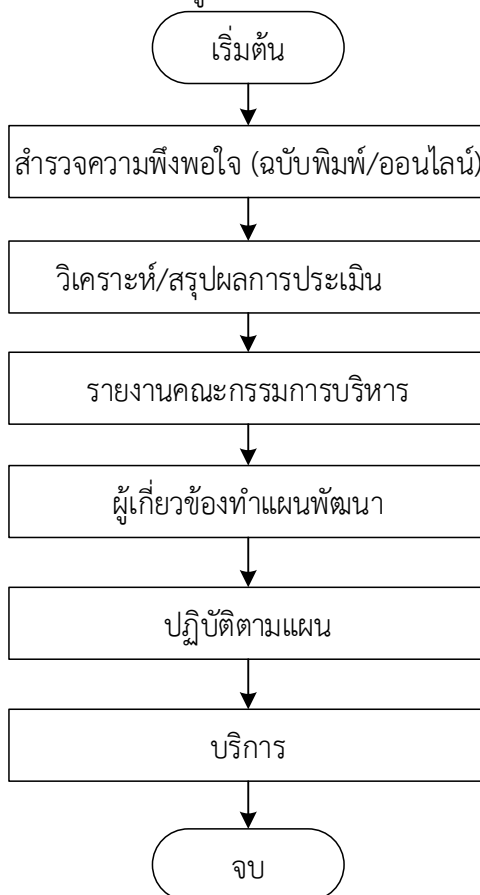 เริ่มต้น
สำรวจความพึงพอใจ (ฉบับพิมพ์/ออนไลน์)
วิเคราะห์/สรุปผลการประเมิน
รายงานคณะกรรมการบริหาร
ผู้เกี่ยวข้องทำแผนพัฒนา
ปฏิบัติตามแผน
บริการ
จบ